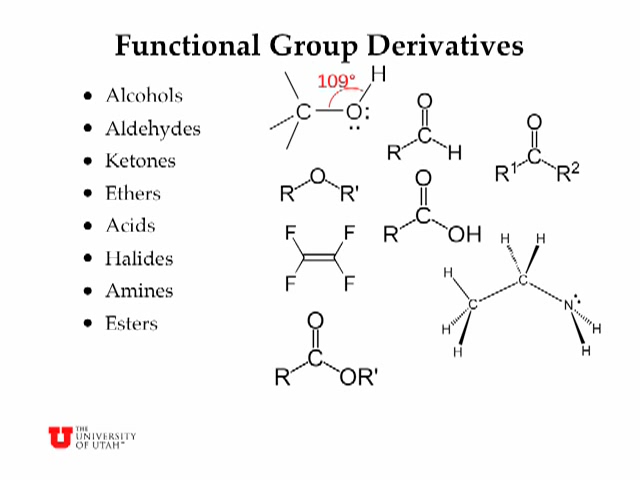 Functional Group Derivatives
• Alcohols
• Aldehydes
• Ketones
• Ethers
• Acids
• Halides
• Amines
• Esters
109°
H
C O:
O
C
R H
O
C
R¹ R²
O
R R'
O
C
R OH
F F
F F
H H
H C
C N:
H H
H H
O
C
R OR'
U THE
UNIVERSITY
OF UTAH™